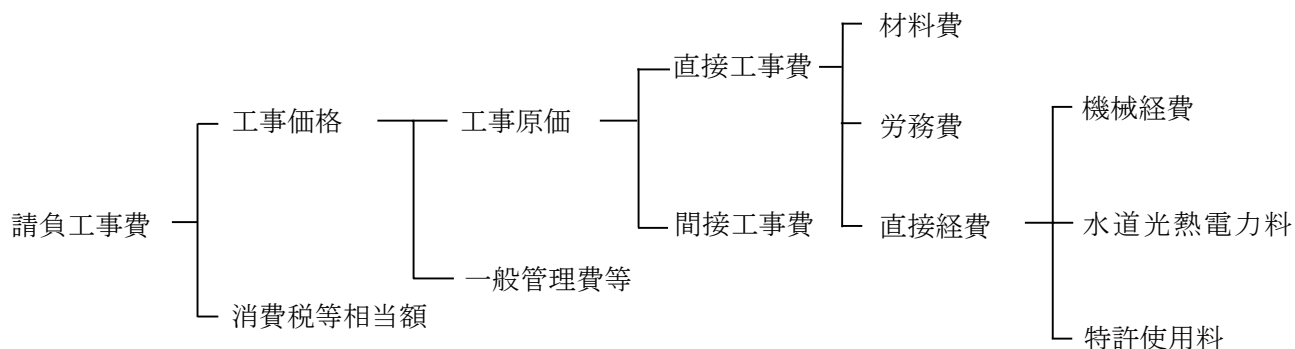 請負工事費
工事価格
消費税等相当額
工事原価
一般管理費等
直接工事費
間接工事費
材料費
労務費
直接経費
機械経費
水道光熱電力料
特許使用料